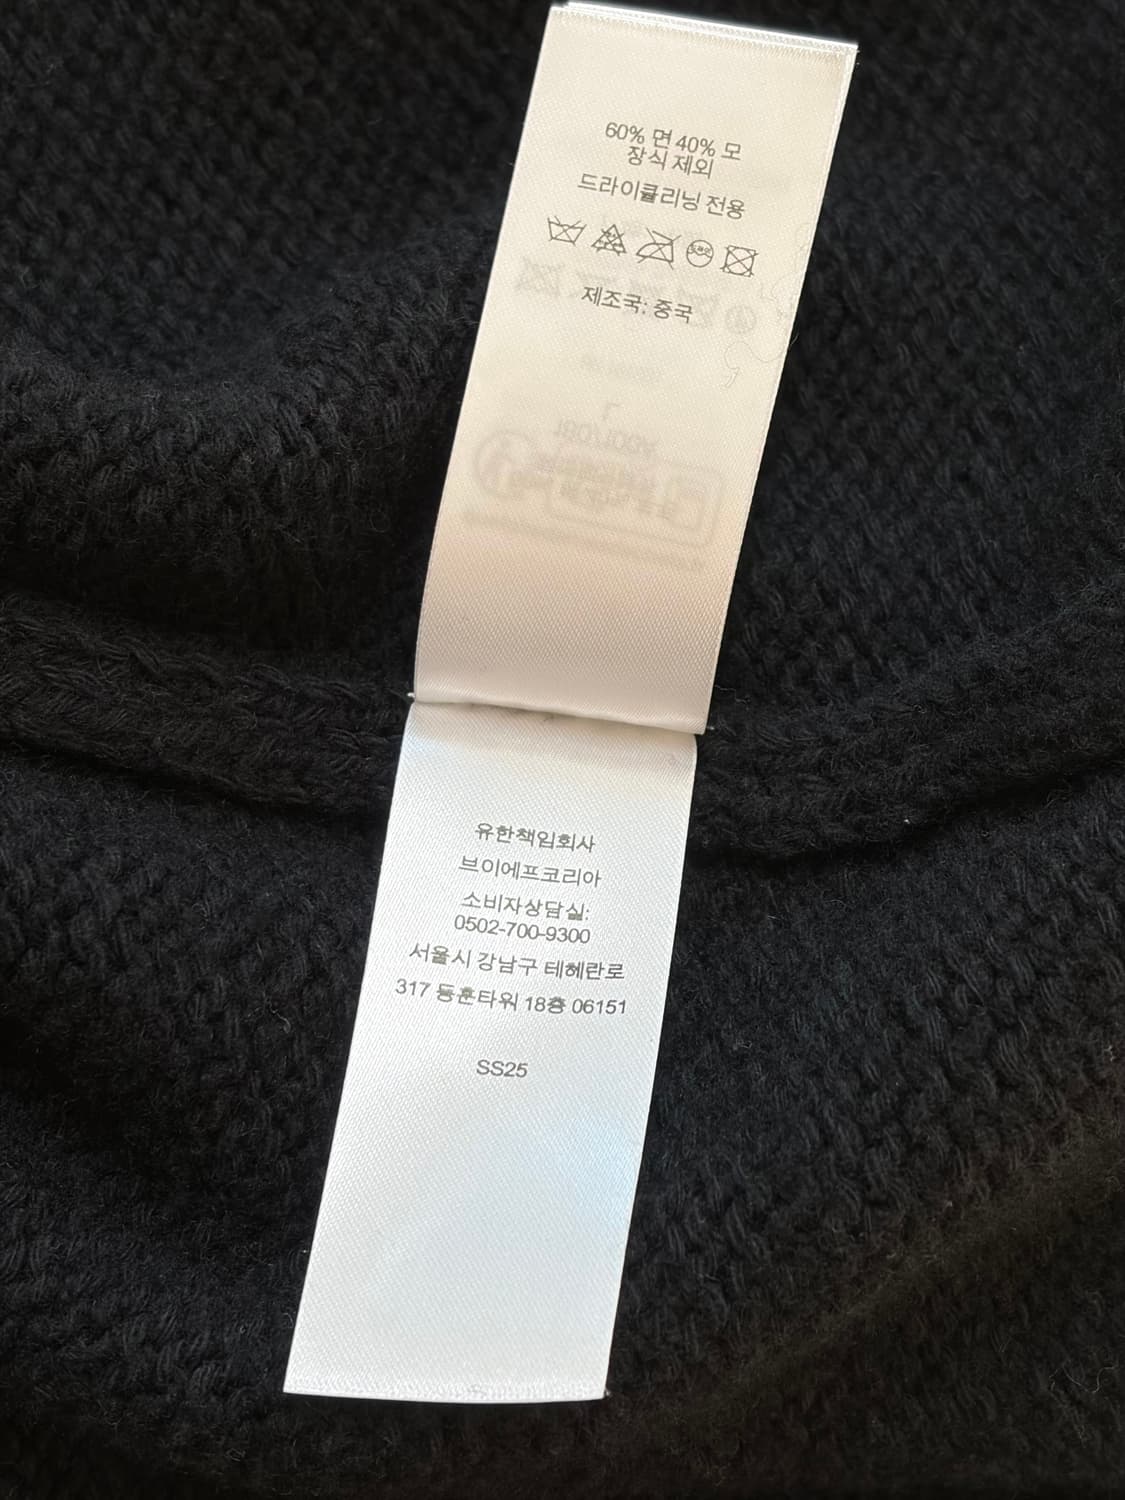 60% 면 40% 모
장식 제외
드라이클리닝 전용
제조국: 중국
유한책임회사
브이에프코리아
소비자상담실:
0502-700-9300
서울시 강남구 테헤란로
317 동훈타워 18층 06151
SS25